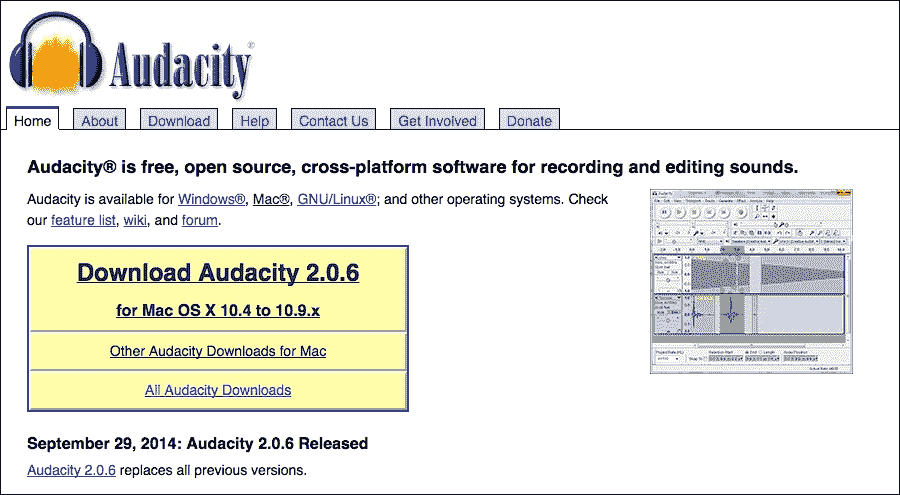 Audacity®
Home About Download Help Contact Us Get Involved Donate
Audacity® is free, open source, cross-platform software for recording and editing sounds.
Audacity is available for Windows®, Mac®, GNU/Linux®; and other operating systems. Check
our feature list, wiki, and forum.
Download Audacity 2.0.6
for Mac OS X 10.4 to 10.9.x
Other Audacity Downloads for Mac
All Audacity Downloads
September 29, 2014: Audacity 2.0.6 Released
Audacity 2.0.6 replaces all previous versions.